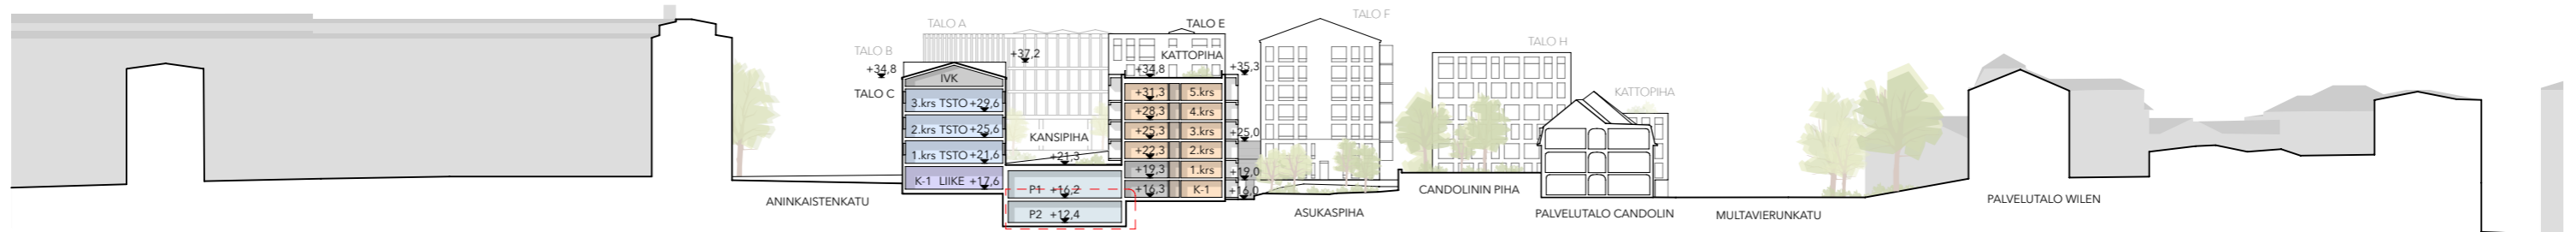 TALO A
TALO E
TALO F
TALO B
+37,2
KATTOPIHA
TALO H
+34,8
IVK
+34,8
+35,3
TALO C
+31,3 5.krs
KATTOPIHA
3.krs TSTO +29,6
+28,3 4.krs
2.krs TSTO +25,6
KANSIPIHA
+25,3 3.krs
+25,0
1.krs TSTO +21,6
+21,3
+22,3 2.krs
+19,3 1.krs
+19,0
K-1 LIIKE +17,6
P1 +16,2
+16,3 K-1
+16,0
CANDOLININ PIHA
ANINKAISTENKATU
P2 +12,4
ASUKASPIHA
PALVELUTALO CANDOLIN
MULTAVIERUNKATU
PALVELUTALO WILEN